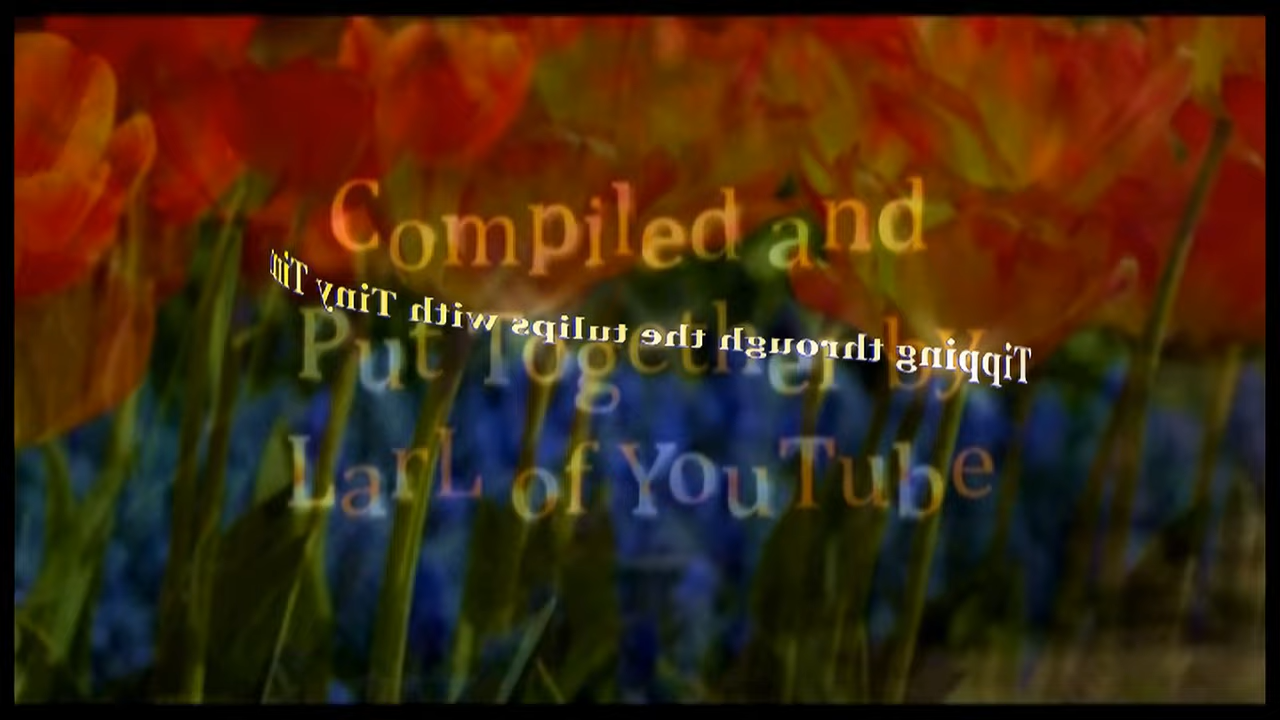 Compiled and
Tipping through the tulips with Tiny Tim
Put Together by
LarL of YouTube